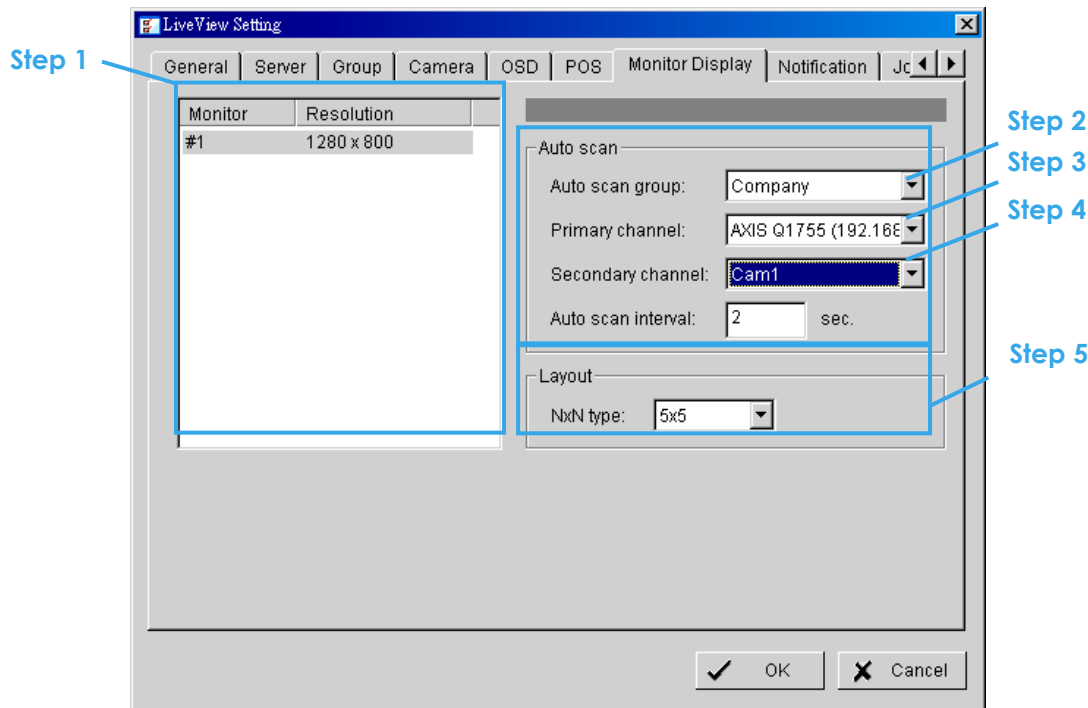 LiveView Setting
Step 1
General Server Group Camera OSD POS Monitor Display Notification Jc
Monitor Resolution
#1 1280 x 800
Step 2
Auto scan
Step 3
Auto scan group: Company
Step 4
Primary channel: AXIS Q1755 (192.168
Secondary channel: Cam1
Auto scan interval: 2 sec.
Step 5
Layout
NxN type: 5x5
OK Cancel